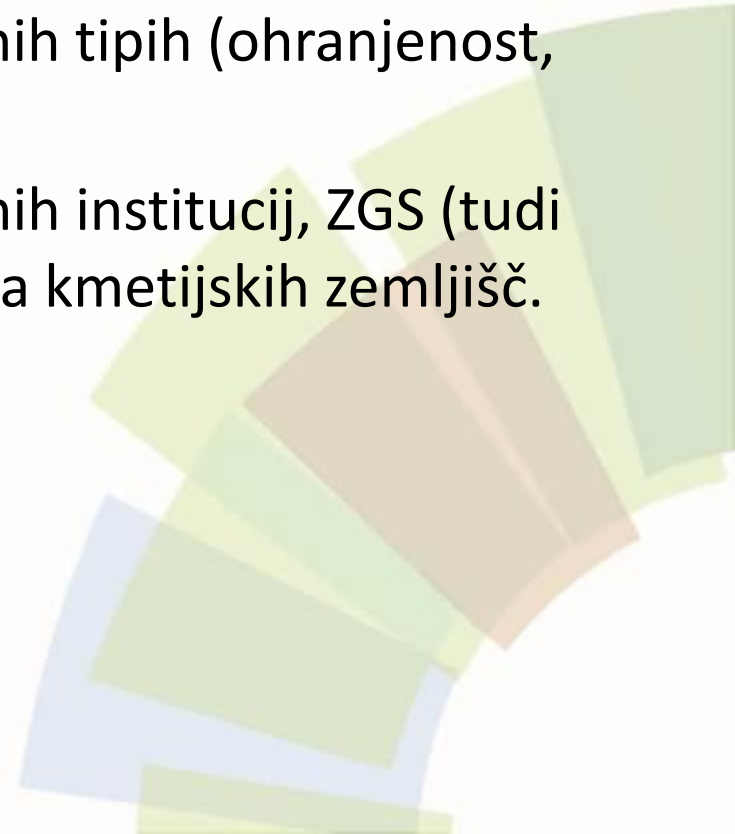 nih tipih (ohranjenost,
nih institucij, ZGS (tudi
a kmetijskih zemljišč.